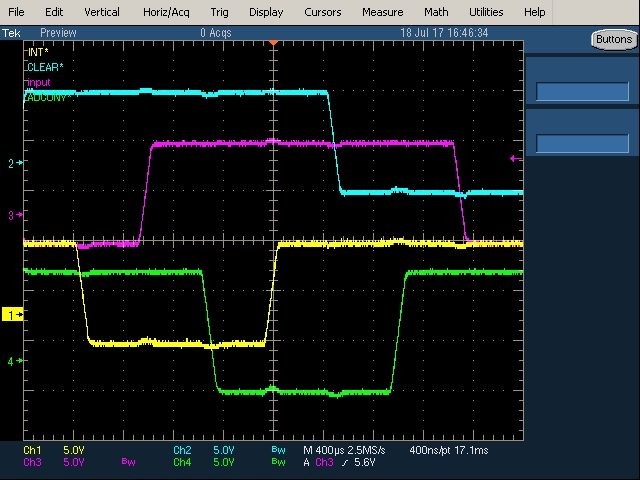 File Edit Vertical Horiz/Acq Trig Display Cursors Measure Mask Math Utilities Help
Tek Preview 0 Acqs 18 Jul 17 16:46:34
Buttons
INT*
CLEAR*
input
ADCONV*
2
3
1
4
Ch1 5.0V Ch2 5.0V Bw M 400µs 2.5MS/s 400ns/pt 17.1ms
Ch3 5.0V Bw Ch4 5.0V Bw A Ch3 5.6V